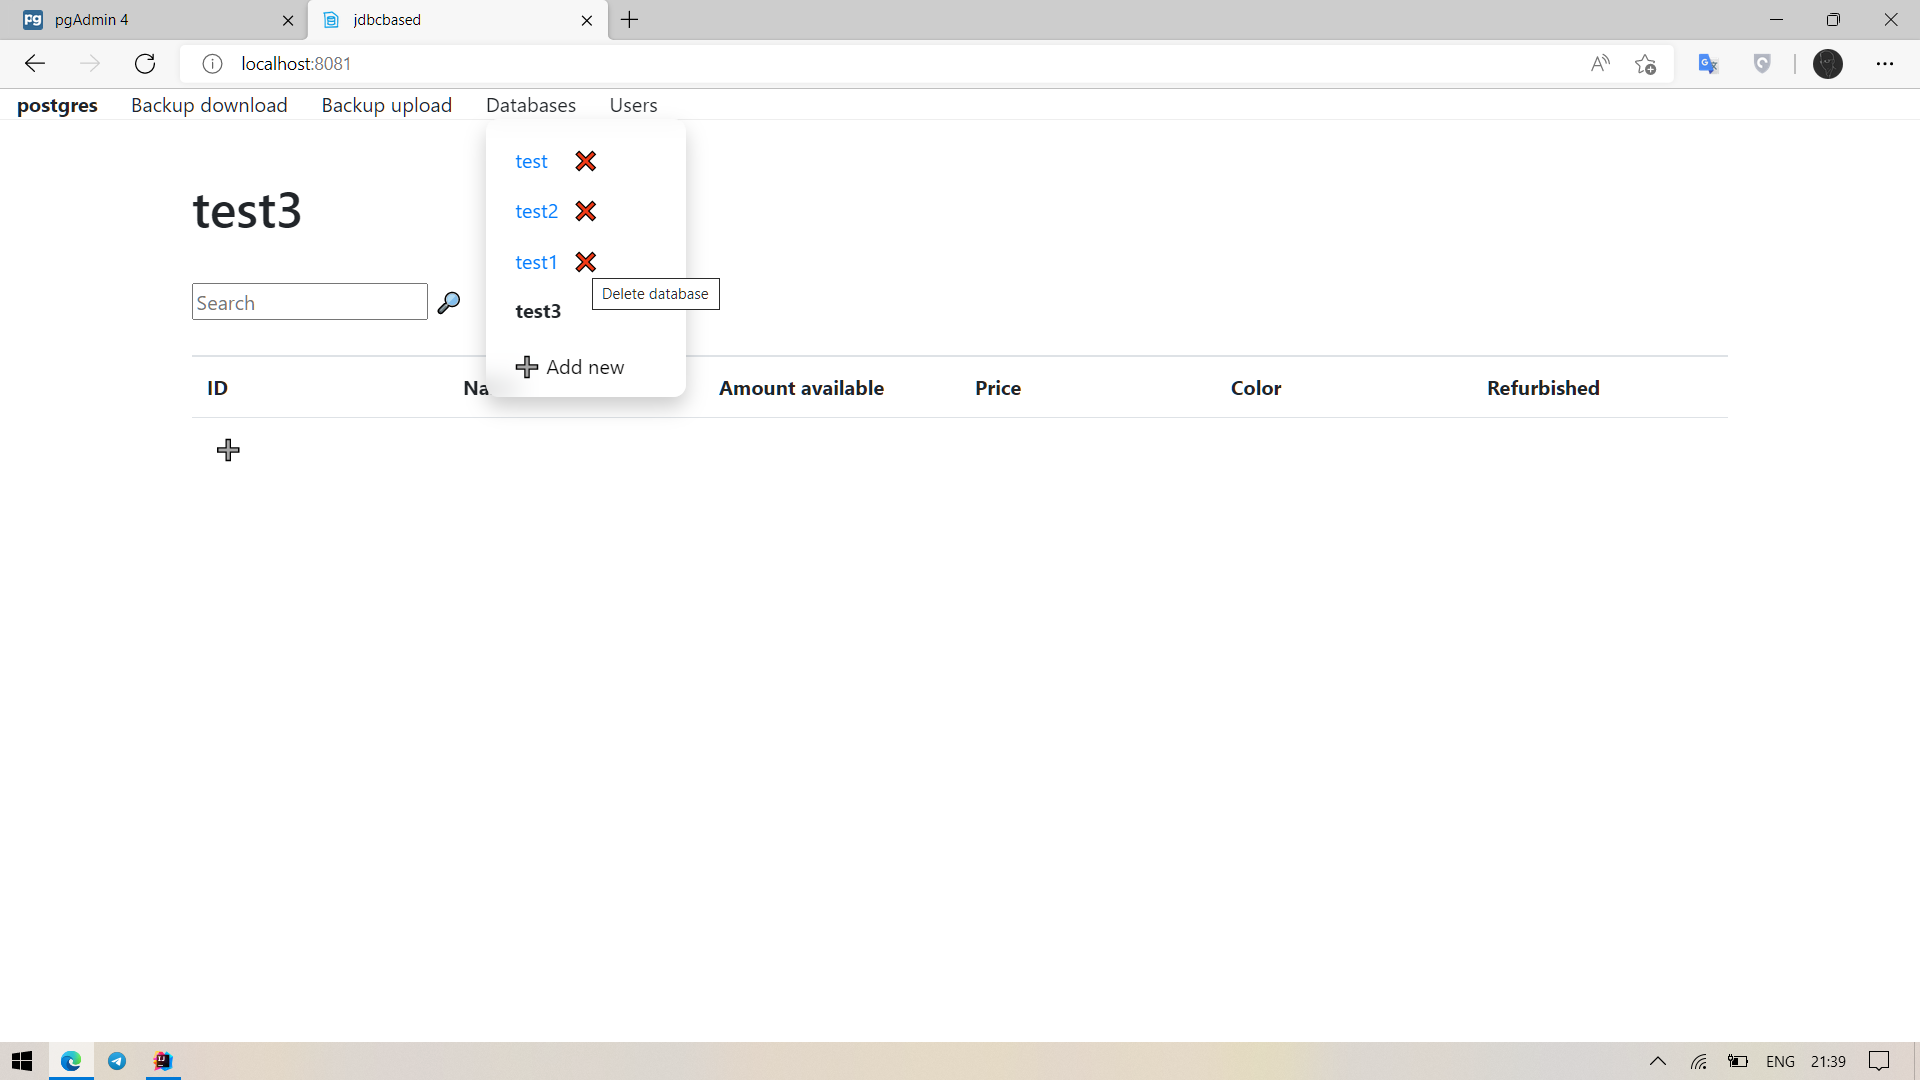 pgAdmin 4
jdbcbased
localhost:8081
postgres Backup download Backup upload Databases Users
test
test3
test2
test1
Delete database
Search
test3
Add new
ID Na Amount available Price Color Refurbished
ENG 21:39